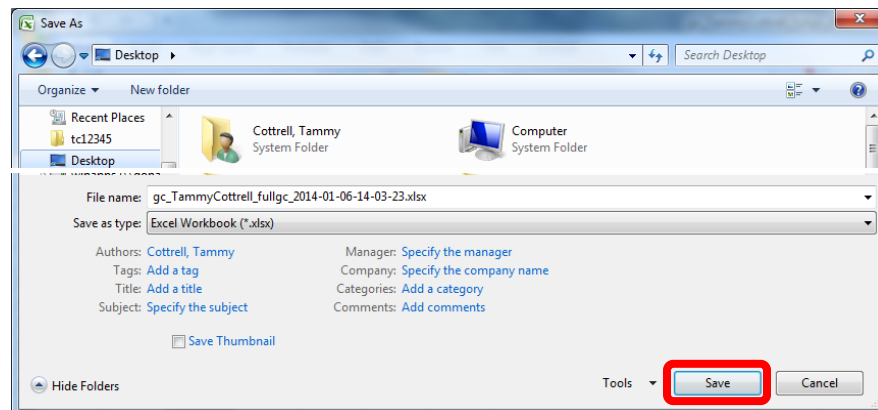 Save As
Desktop
Search Desktop
Organize New folder
Recent Places
tc12345
Desktop
Cottrell, Tammy
System Folder
Computer
System Folder
File name: gc_TammyCottrell_fullgc_2014-01-06-14-03-23.xlsx
Save as type: Excel Workbook (*.xlsx)
Authors: Cottrell, Tammy Manager: Specify the manager
Tags: Add a tag Company: Specify the company name
Title: Add a title Categories: Add a category
Subject: Specify the subject Comments: Add comments
Save Thumbnail
Hide Folders Tools Save Cancel